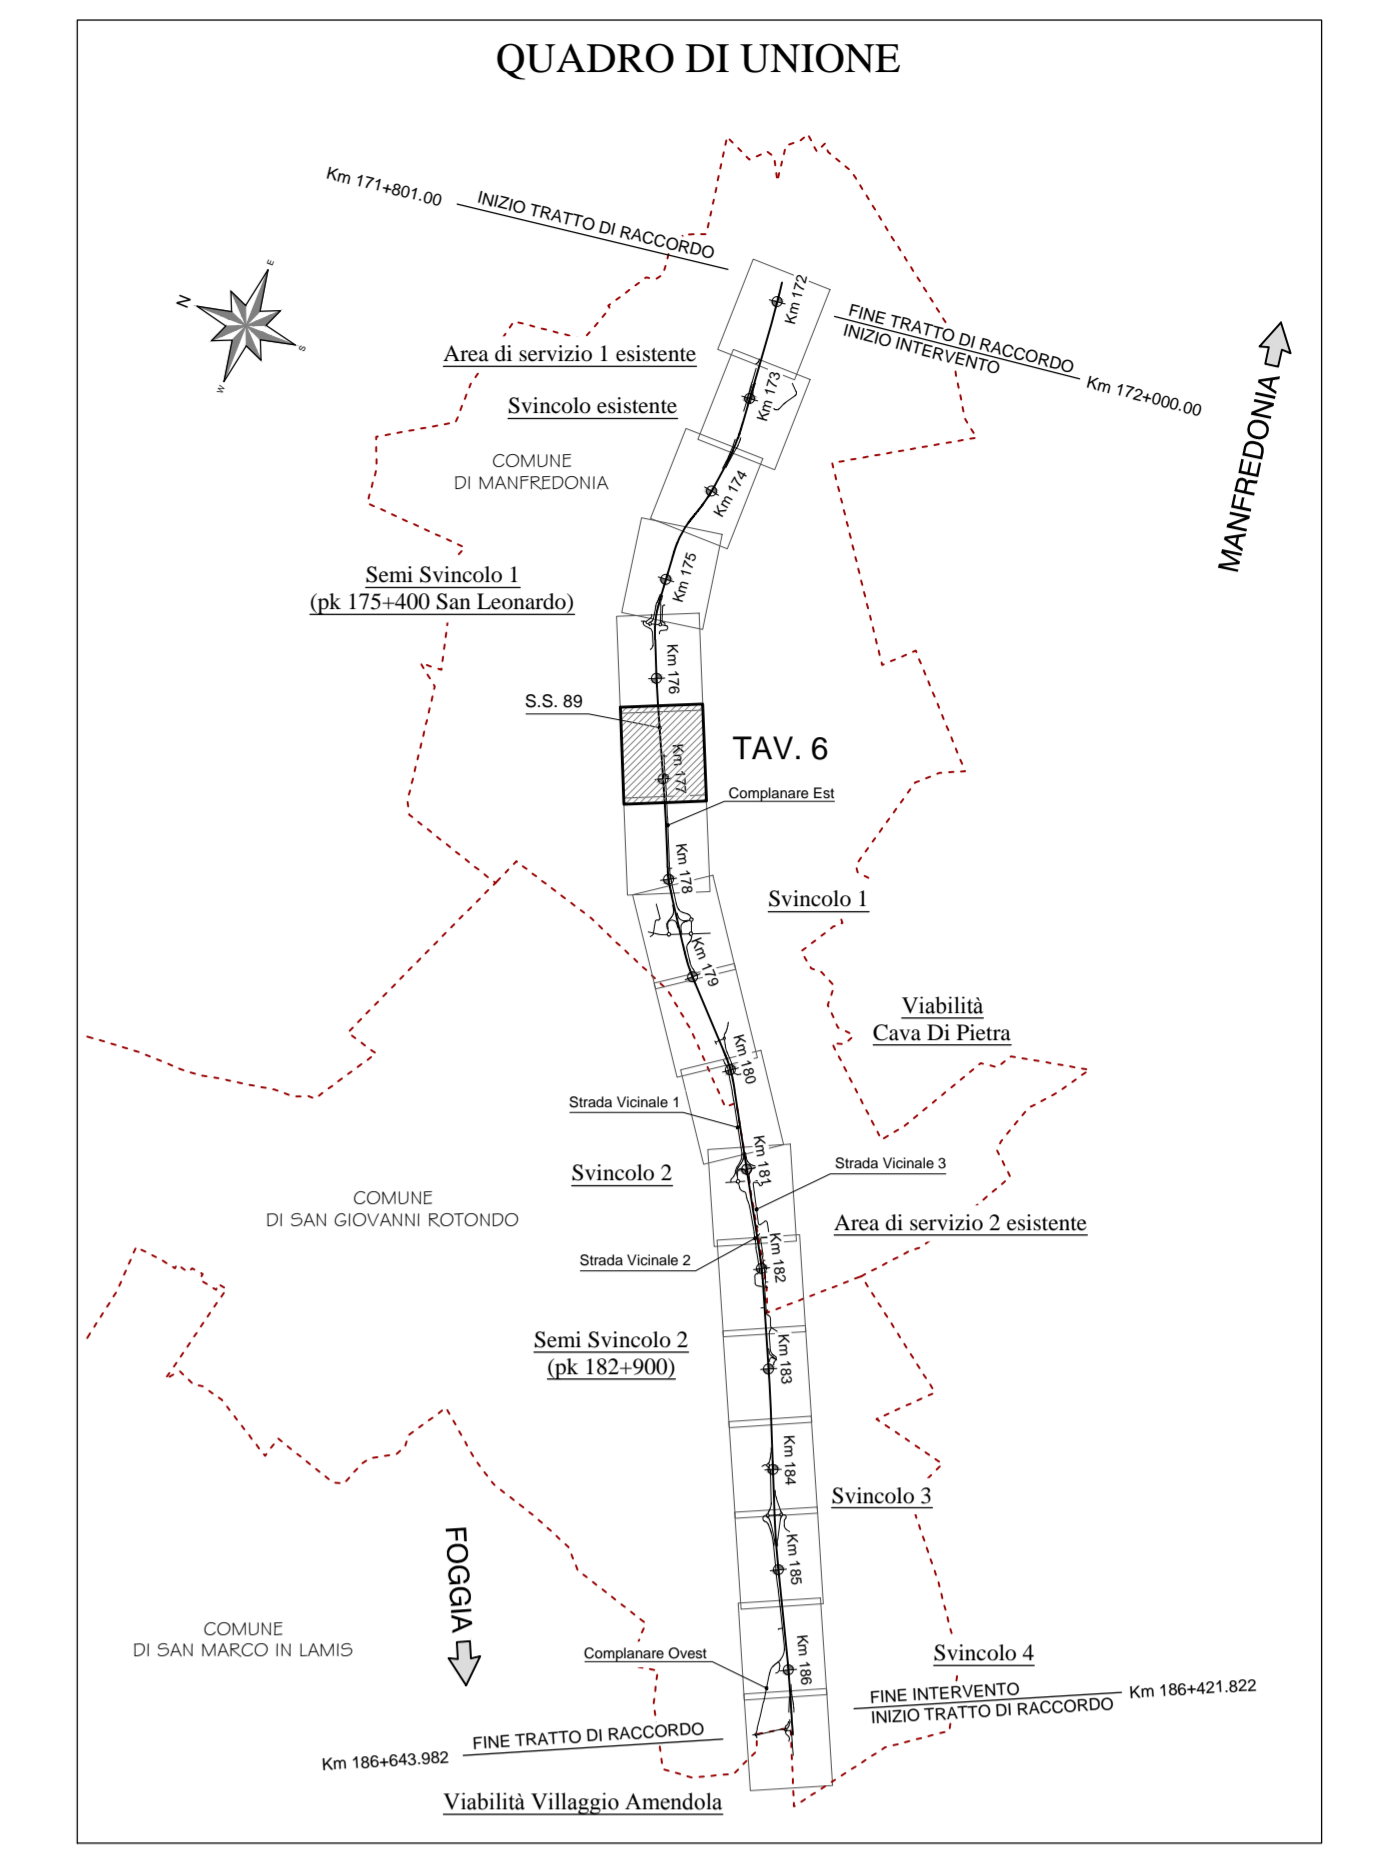 QUADRO DI UNIONE
Km 171+801.00
INIZIO TRATTO DI RACCORDO
N
E
S
W
Km 172
FINE TRATTO DI RACCORDO
INIZIO INTERVENTO
Km 172+000.00
MANFREDONIA
Area di servizio 1 esistente
Km 173
Svincolo esistente
COMUNE
DI MANFREDONIA
Km 174
Km 175
Semi Svincolo 1
(pk 175+400 San Leonardo)
Km 176
S.S. 89
TAV. 6
Km 177
Complanare Est
Km 178
Svincolo 1
Km 179
Viabilità
Cava Di Pietra
Km 180
Strada Vicinale 1
Km 181
Strada Vicinale 3
Svincolo 2
COMUNE
DI SAN GIOVANNI ROTONDO
Area di servizio 2 esistente
Strada Vicinale 2
Km 182
Semi Svincolo 2
(pk 182+900)
Km 183
Km 184
Svincolo 3
FOGGIA
Km 185
COMUNE
DI SAN MARCO IN LAMIS
Complanare Ovest
Km 186
Svincolo 4
FINE INTERVENTO
INIZIO TRATTO DI RACCORDO
Km 186+421.822
FINE TRATTO DI RACCORDO
Km 186+643.982
Viabilità Villaggio Amendola